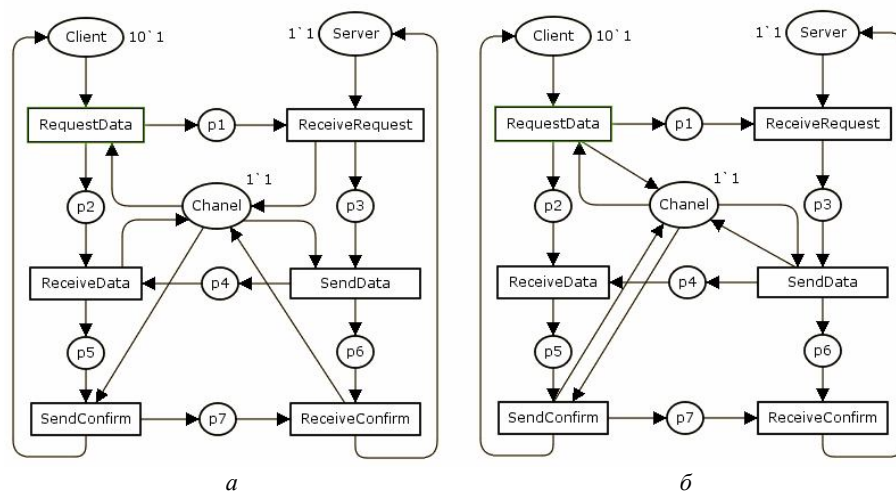 Client 10`1 1`1 Server
RequestData p1 ReceiveRequest
1`1
p2 Chanel p3
ReceiveData p4 SendData
p5 p6
SendConfirm p7 ReceiveConfirm
а
Client 10`1 1`1 Server
RequestData p1 ReceiveRequest
1`1
p2 Chanel p3
ReceiveData p4 SendData
p5 p6
SendConfirm p7 ReceiveConfirm
б